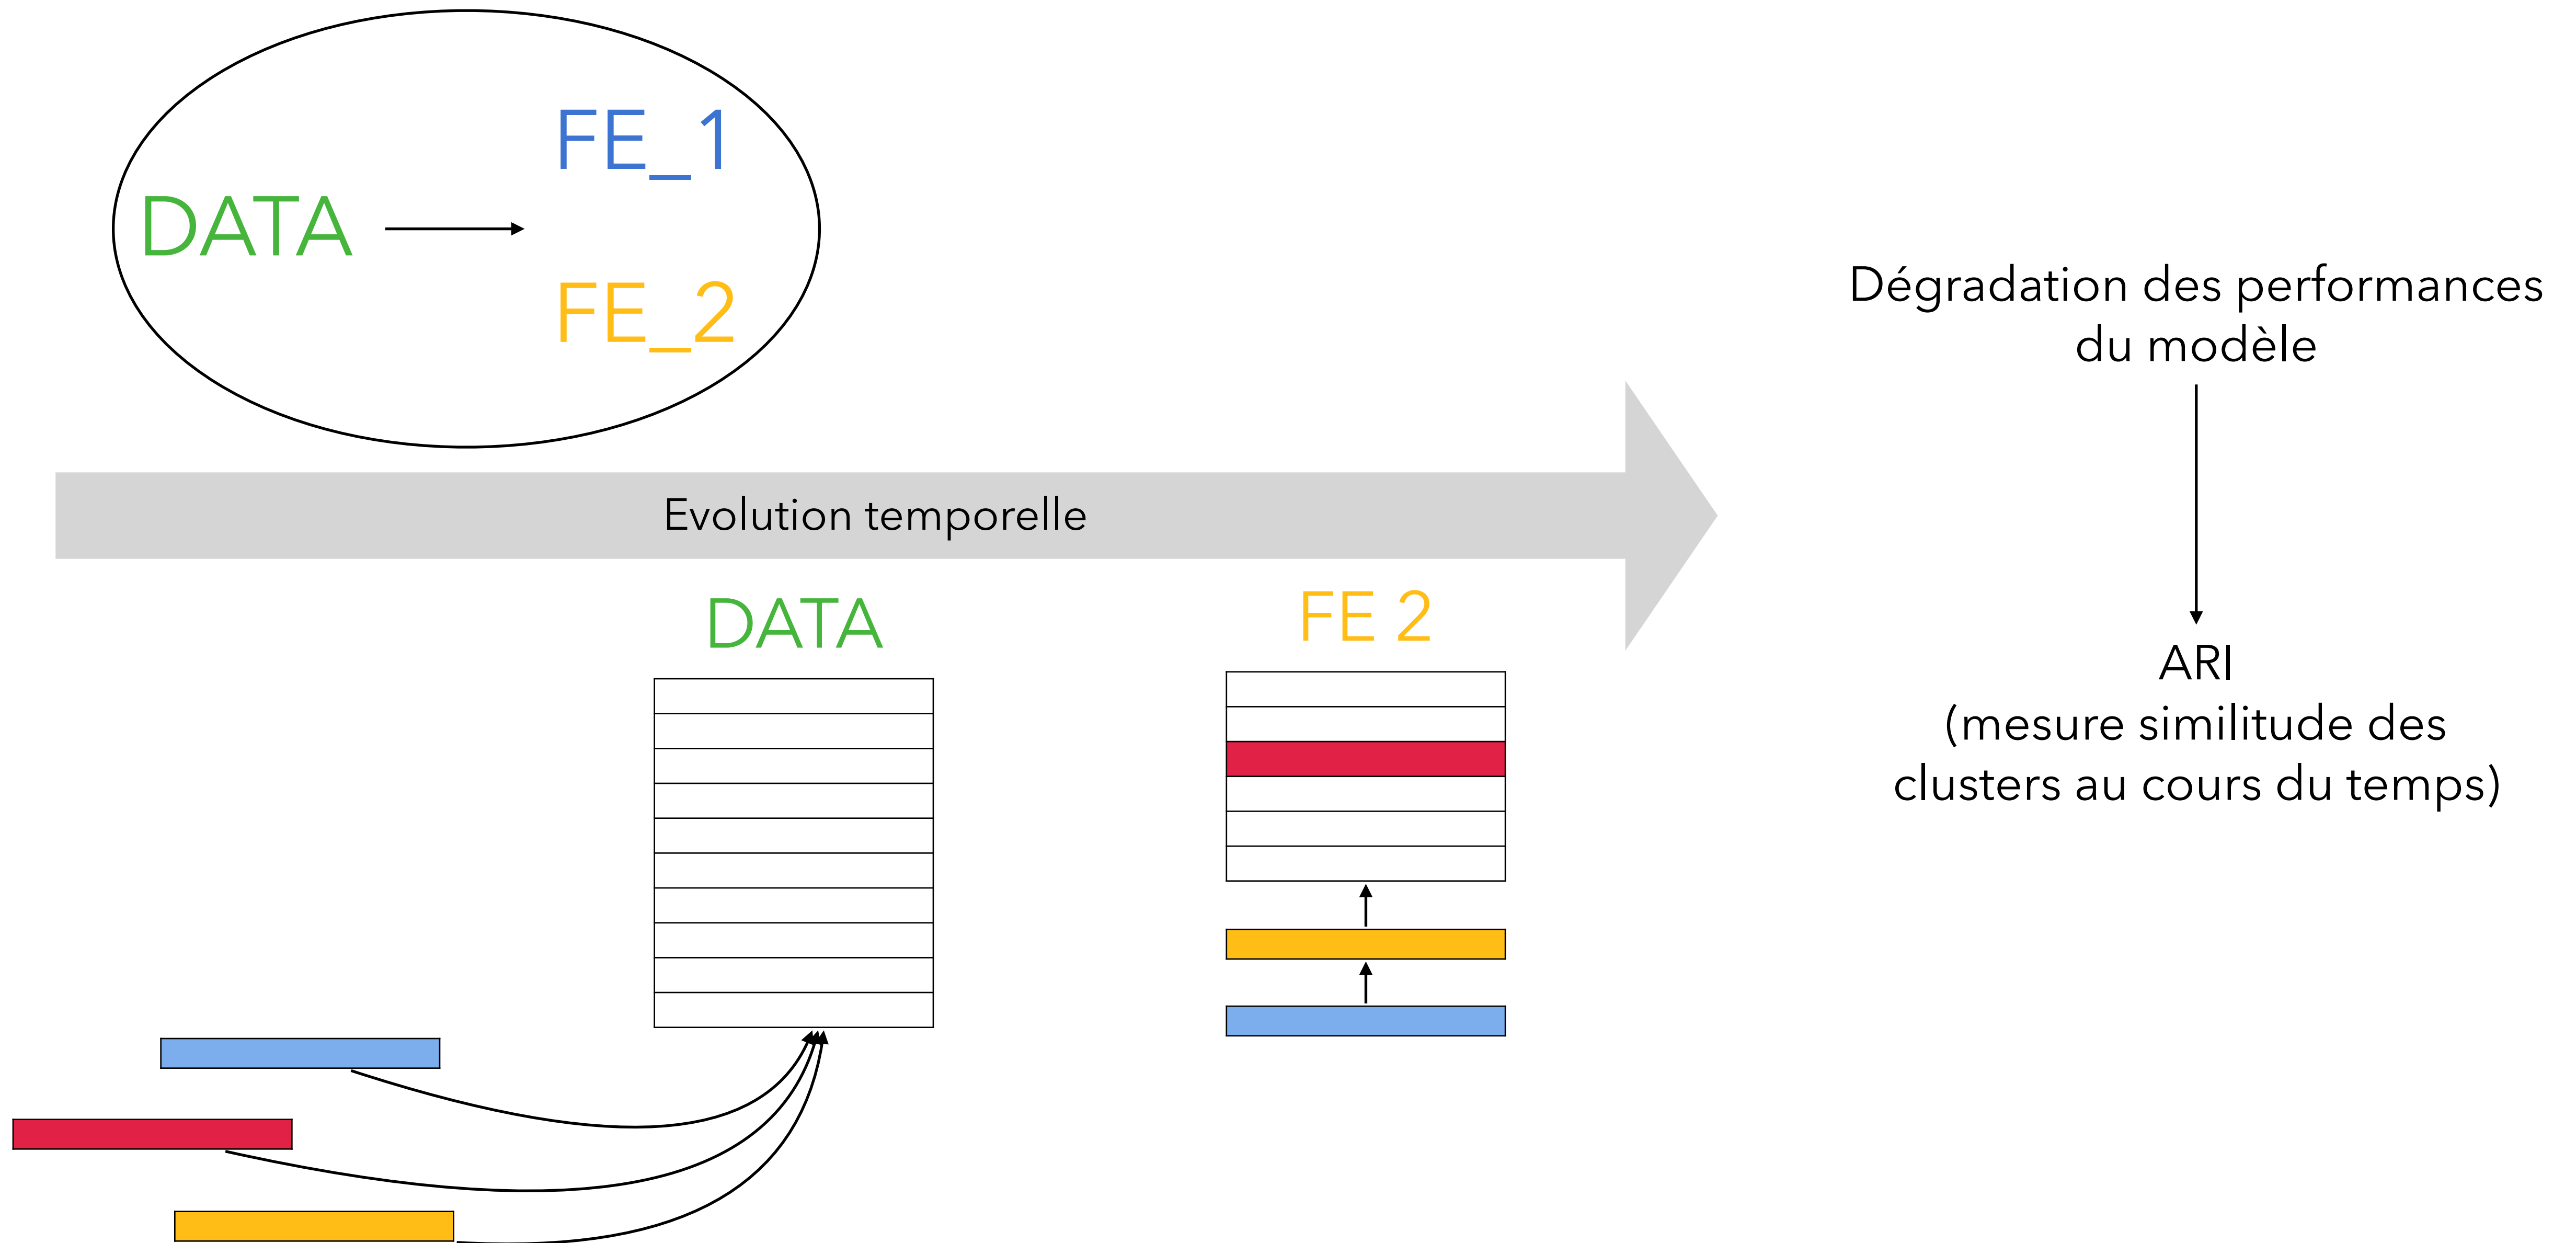 FE_1
DATA
FE_2
Dégradation des performances
du modèle
Evolution temporelle
DATA
FE 2
ARI
(mesure similitude des
clusters au cours du temps)